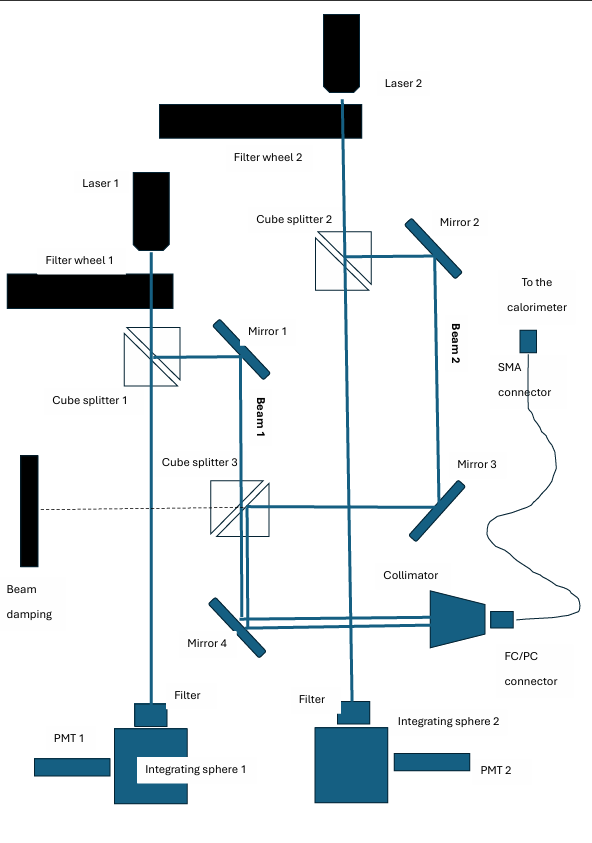 Laser 2
Filter wheel 2
Laser 1
Cube splitter 2
Mirror 2
Filter wheel 1
To the
calorimeter
Mirror 1
Beam 2
SMA
connector
Cube splitter 1
Beam 1
Cube splitter 3
Mirror 3
Collimator
Beam
damping
Mirror 4
FC/PC
connector
Filter
Filter
Integrating sphere 2
PMT 1
Integrating sphere 1
PMT 2